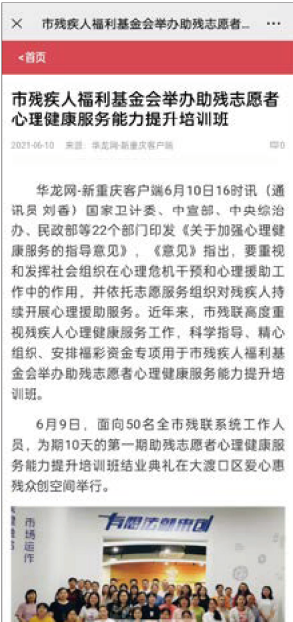 市残疾人福利基金会举办助残志愿者...
<首页
市残疾人福利基金会举办助残志愿者
心理健康服务能力提升培训班
2021-06-10 来源：华龙网-新重庆客户端 0
华龙网-新重庆客户端6月10日16时讯（通
讯员 刘香）国家卫计委、中宣部、中央综治
办、民政部等22个部门印发《关于加强心理健
康服务的指导意见》，《意见》指出，要重视
和发挥社会组织在心理危机干预和心理援助工
作中的作用，并依托志愿服务组织对残疾人持
续开展心理援助服务。近年来，市残联高度重
视残疾人心理健康服务工作，科学指导、精心
组织、安排福彩资金专项用于市残疾人福利基
金会举办助残志愿者心理健康服务能力提升培
训班。
6月9日，面向50名全市残联系统工作人
员，为期10天的第一期助残志愿者心理健康服
务能力提升培训班结业典礼在大渡口区爱心惠
残众创空间举行。
有想法就来创
市场运作